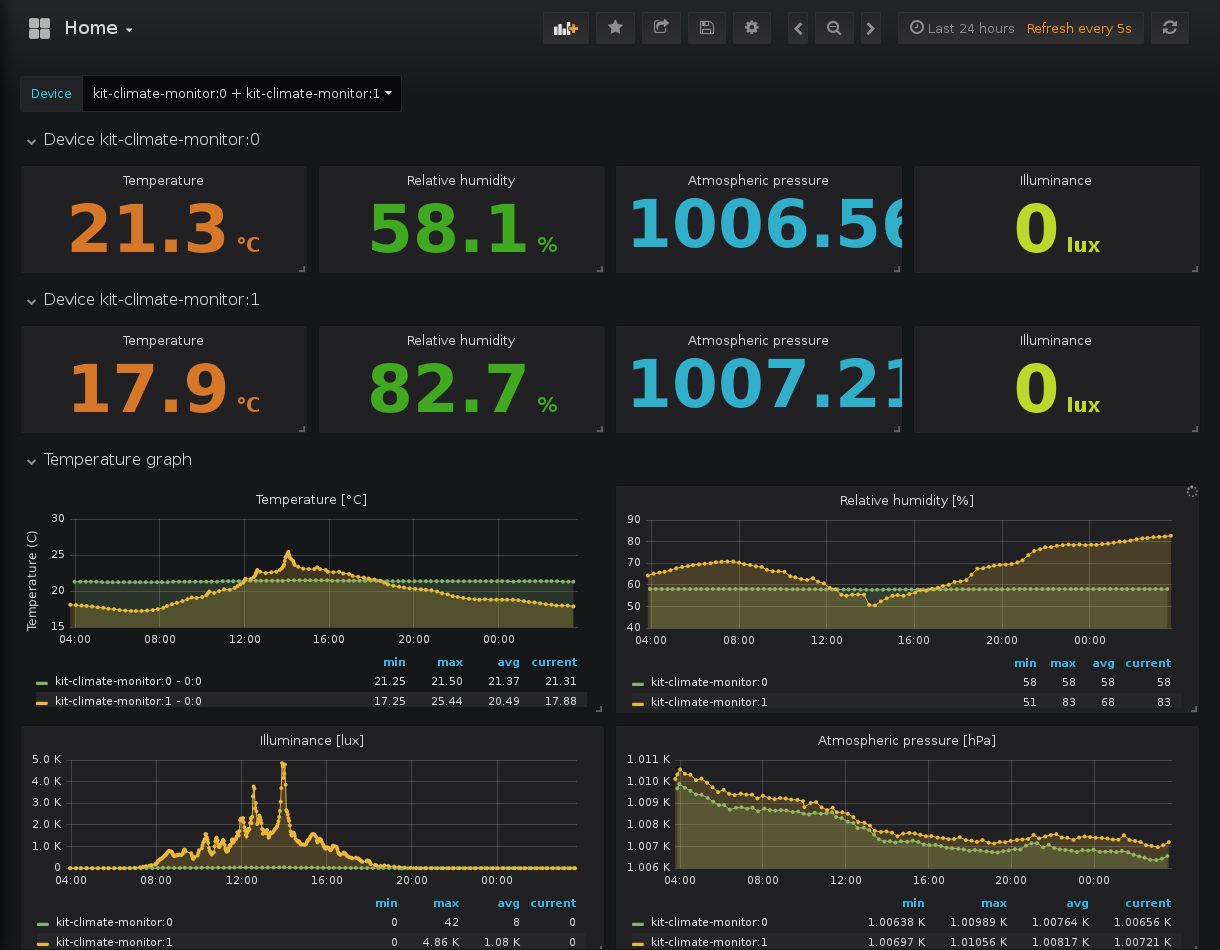 Home
Last 24 hours Refresh every 5s
Device kit-climate-monitor:0 + kit-climate-monitor:1
Device kit-climate-monitor:0
Temperature Relative humidity Atmospheric pressure Illuminance
21.3 °C 58.1 % 1006.56 0 lux
Device kit-climate-monitor:1
Temperature Relative humidity Atmospheric pressure Illuminance
17.9 °C 82.7 % 1007.21 0 lux
Temperature graph
Temperature [°C]
Temperature (C)
30
25
20
15
04:00 08:00 12:00 16:00 20:00 00:00
min max avg current
kit-climate-monitor:0 - 0:0 21.25 21.50 21.37 21.31
kit-climate-monitor:1 - 0:0 17.25 25.44 20.49 17.88
Relative humidity [%]
90
80
70
60
50
40
04:00 08:00 12:00 16:00 20:00 00:00
min max avg current
kit-climate-monitor:0 58 58 58 58
kit-climate-monitor:1 51 83 68 83
Illuminance [lux]
5.0 K
4.0 K
3.0 K
2.0 K
1.0 K
0
04:00 08:00 12:00 16:00 20:00 00:00
min max avg current
kit-climate-monitor:0 0 42 8 0
kit-climate-monitor:1 0 4.86 K 1.08 K 0
Atmospheric pressure [hPa]
1.011 K
1.010 K
1.009 K
1.008 K
1.007 K
1.006 K
04:00 08:00 12:00 16:00 20:00 00:00
min max avg current
kit-climate-monitor:0 1.00638 K 1.00989 K 1.00764 K 1.00656 K
kit-climate-monitor:1 1.00697 K 1.01056 K 1.00817 K 1.00721 K